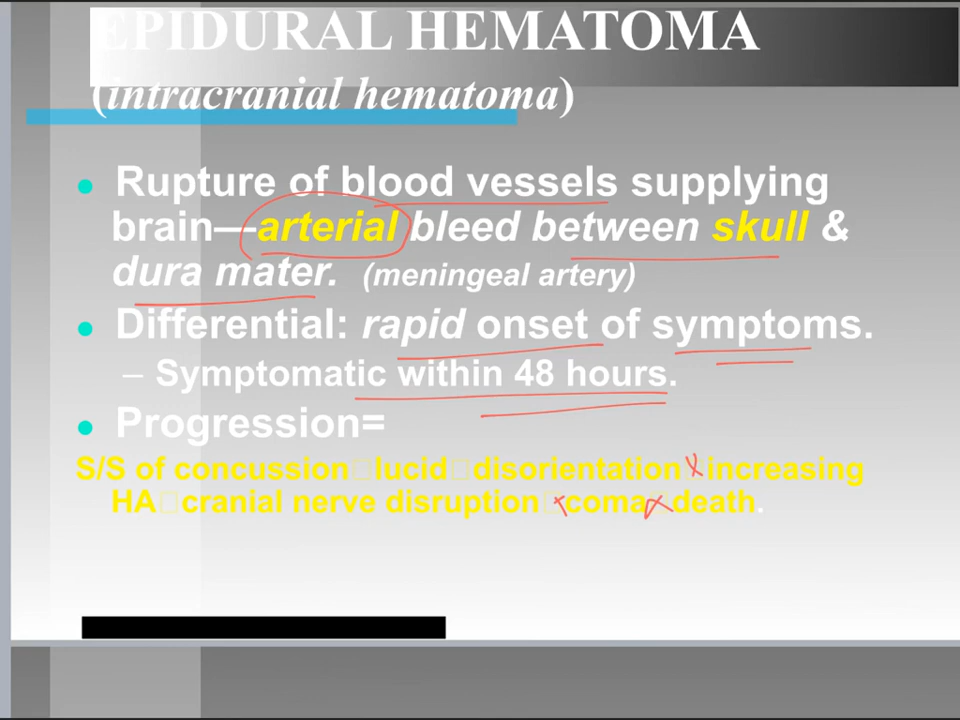 EPIDURAL HEMATOMA
(intracranial hematoma)
● Rupture of blood vessels supplying
brain—arterial bleed between skull &
dura mater. (meningeal artery)
● Differential: rapid onset of symptoms.
– Symptomatic within 48 hours.
● Progression=
S/S of concussion□lucid□disorientation□increasing
HA□cranial nerve disruption □coma□death.